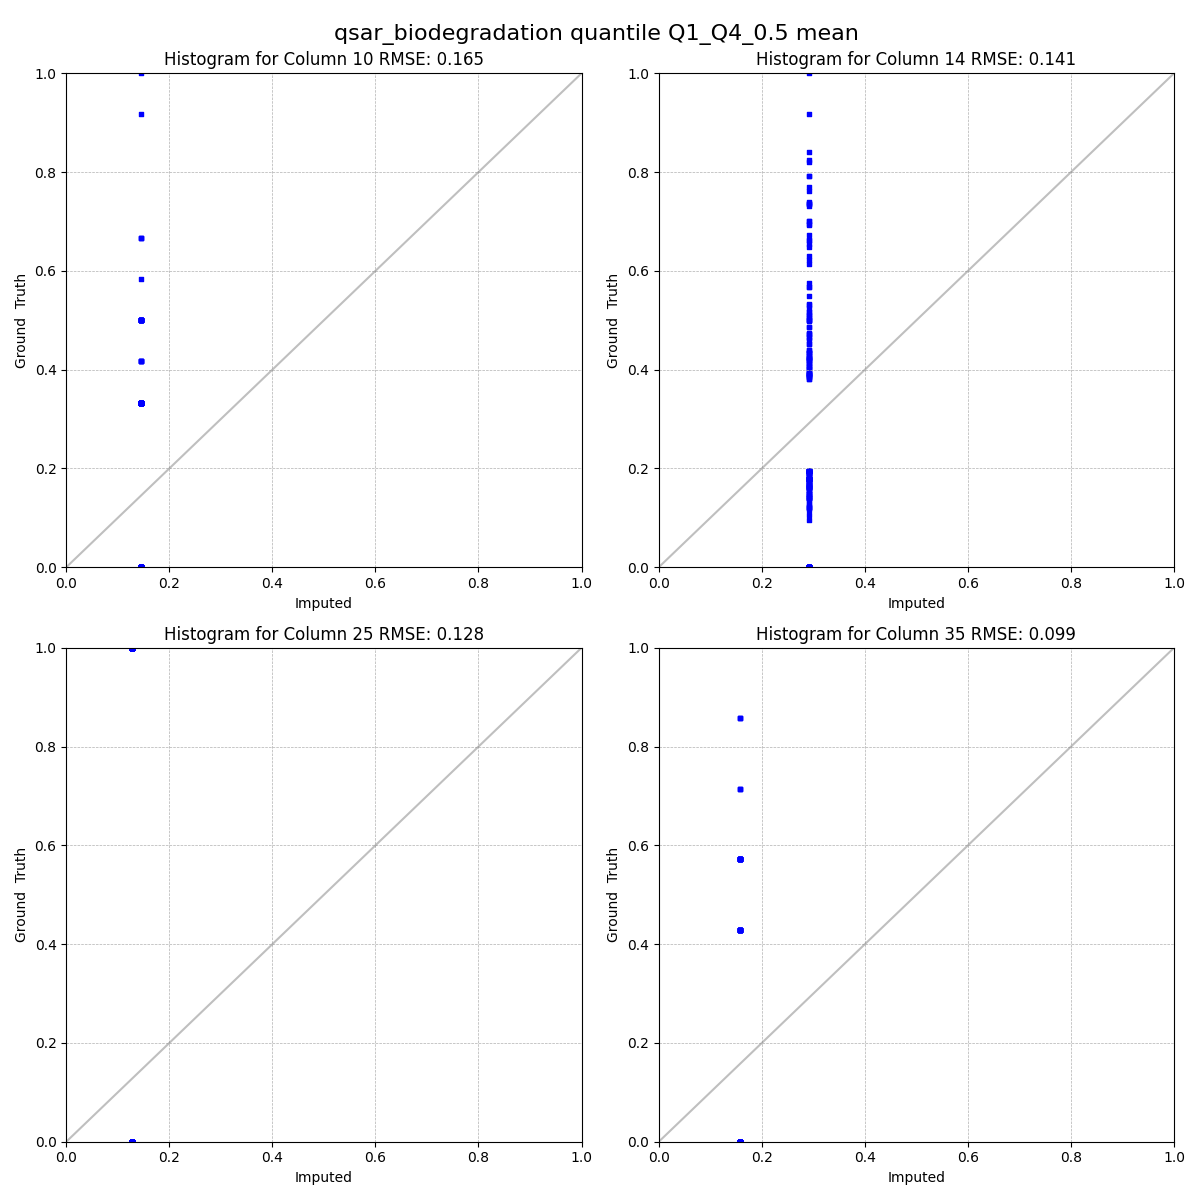 qsar_biodegradation quantile Q1_Q4_0.5 mean
Histogram for Column 10 RMSE: 0.165
1.0
0.8
0.6
0.4
0.2
0.0
Ground Truth
0.0 0.2 0.4 0.6 0.8 1.0
Imputed
Histogram for Column 14 RMSE: 0.141
1.0
0.8
0.6
0.4
0.2
0.0
Ground Truth
0.0 0.2 0.4 0.6 0.8 1.0
Imputed
Histogram for Column 25 RMSE: 0.128
1.0
0.8
0.6
0.4
0.2
0.0
Ground Truth
0.0 0.2 0.4 0.6 0.8 1.0
Imputed
Histogram for Column 35 RMSE: 0.099
1.0
0.8
0.6
0.4
0.2
0.0
Ground Truth
0.0 0.2 0.4 0.6 0.8 1.0
Imputed